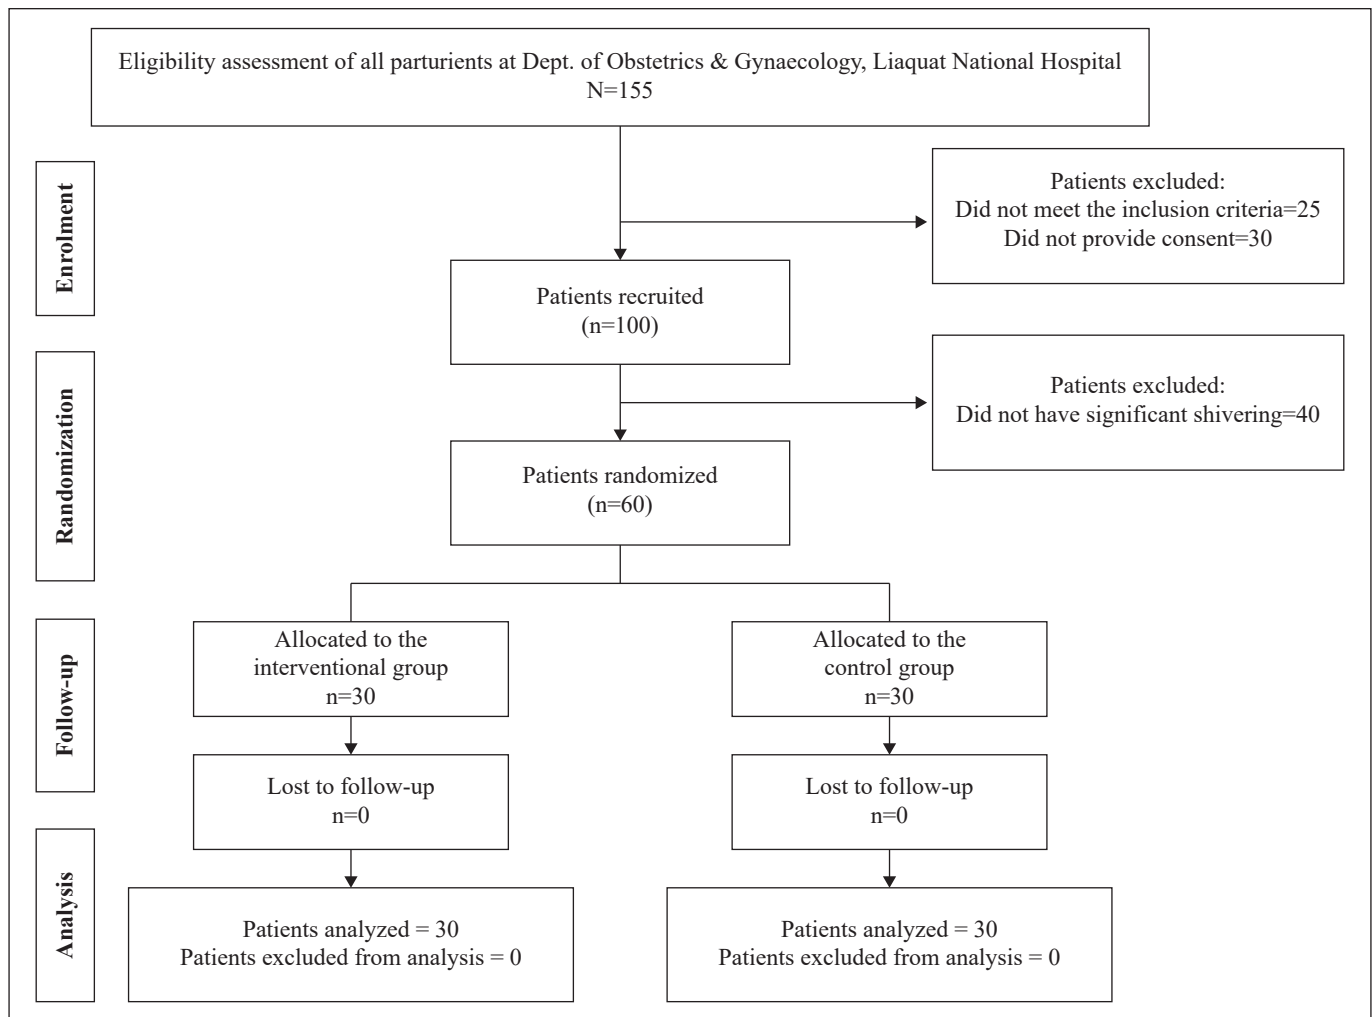 Eligibility assessment of all parturients at Dept. of Obstetrics & Gynaecology, Liaquat National Hospital
N=155
Enrolment
Patients excluded:
Did not meet the inclusion criteria=25
Did not provide consent=30
Patients recruited
(n=100)
Randomization
Patients excluded:
Did not have significant shivering=40
Patients randomized
(n=60)
Follow-up
Allocated to the
interventional group
n=30
Allocated to the
control group
n=30
Lost to follow-up
n=0
Lost to follow-up
n=0
Analysis
Patients analyzed = 30
Patients excluded from analysis = 0
Patients analyzed = 30
Patients excluded from analysis = 0